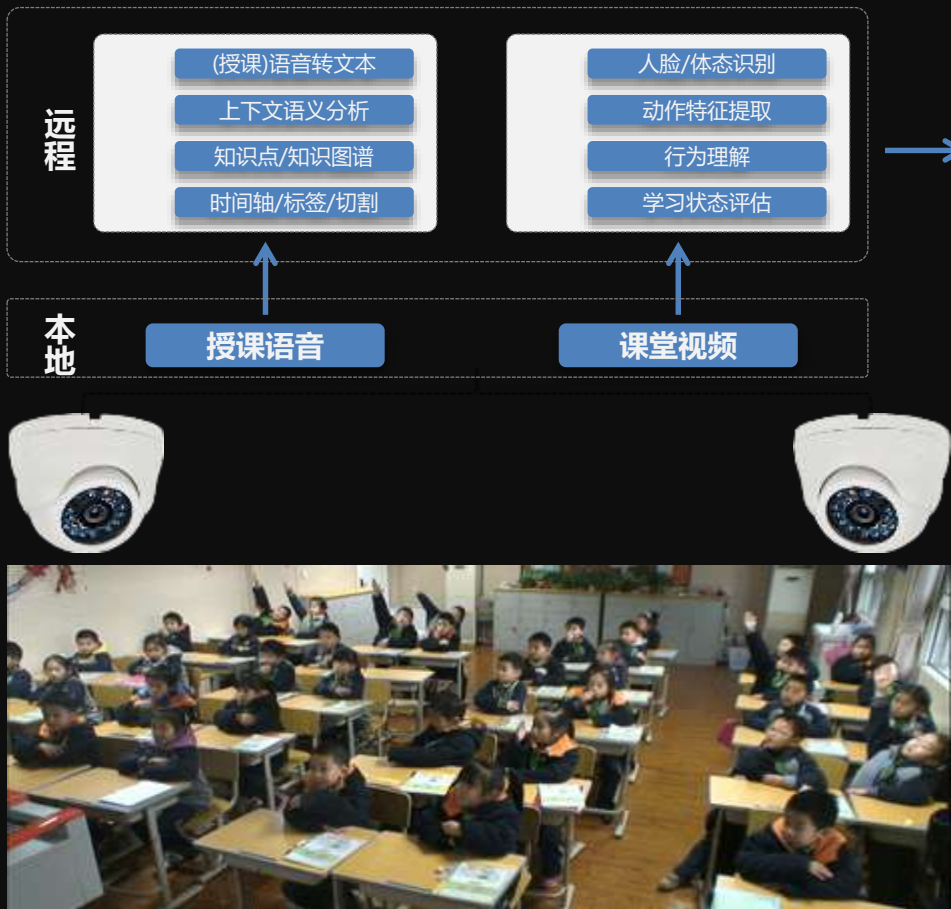 远程
(授课)语音转文本
上下文语义分析
知识点/知识图谱
时间轴/标签/切割
人脸/体态识别
动作特征提取
行为理解
学习状态评估
本地
授课语音
课堂视频